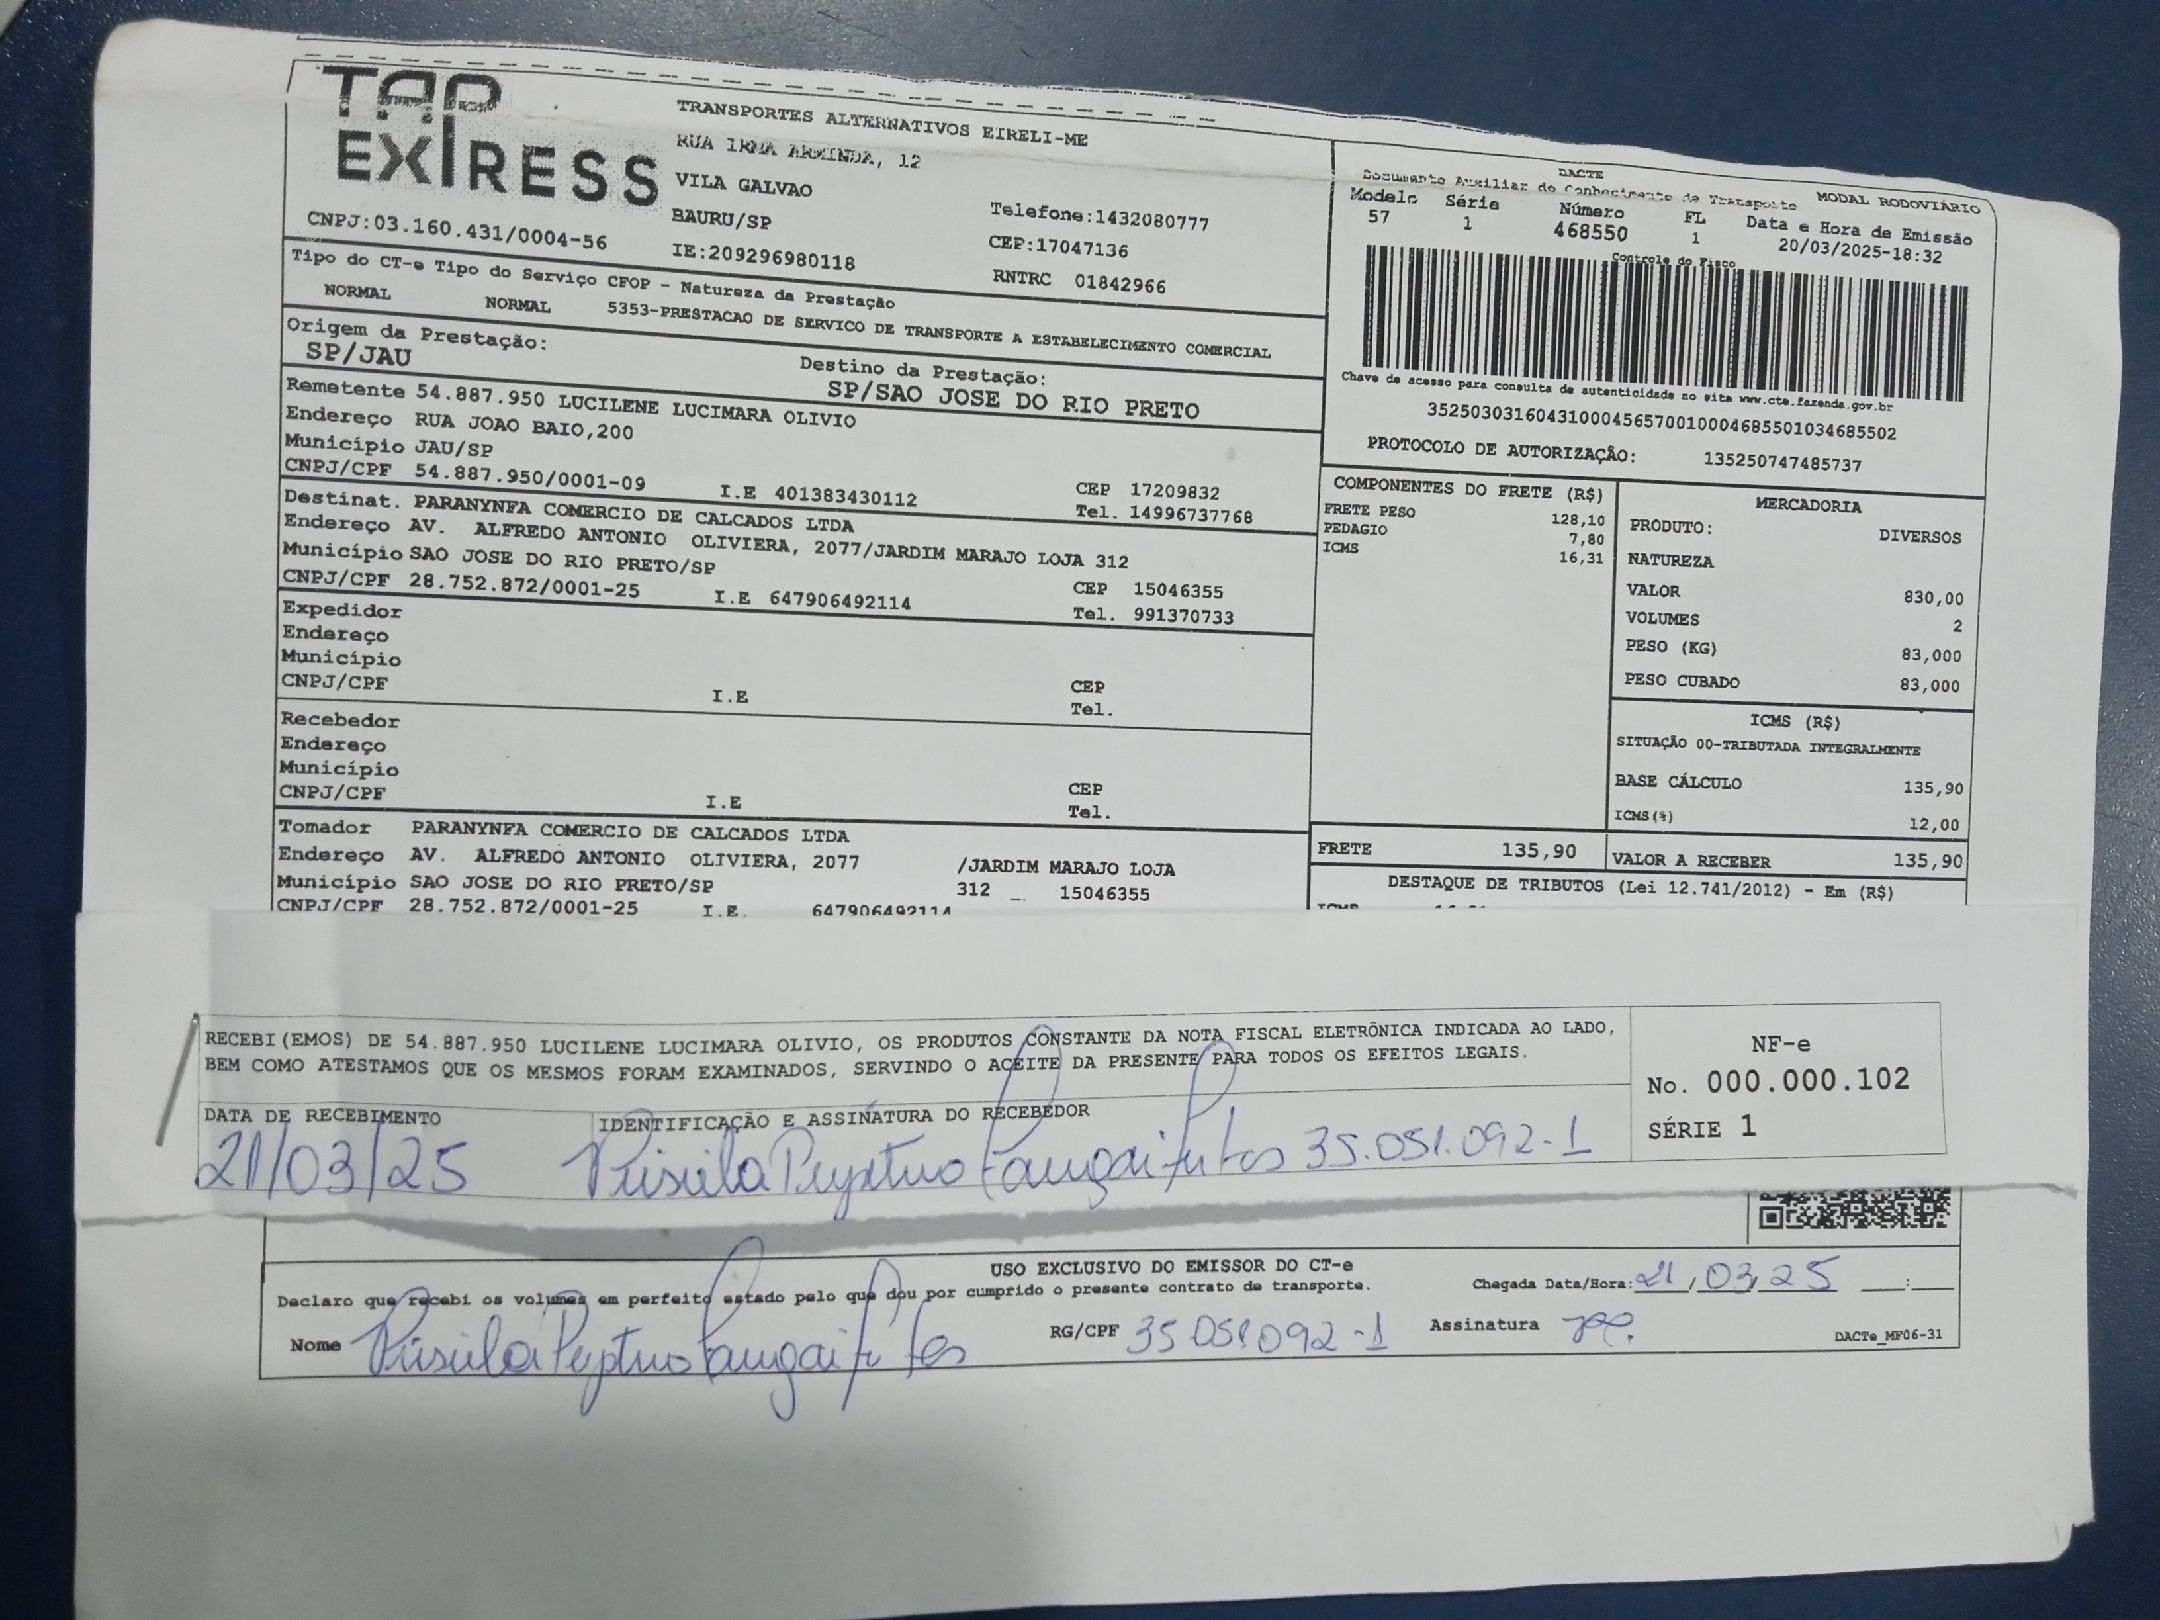 TAP
EXPRESS
CNPJ:03.160.431/0004-56
TRANSPORTES ALTERNATIVOS EIRELI-ME
RUA IRMA ARMINDA, 12
VILA GALVAO
BAURU/SP
IE:209296980118
Telefone:1432080777
CEP:17047136
RNTRC 01842966
DACTE
Documento Auxiliar do Conhecimento de Transporte
MODAL RODOVIÁRIO
Modelo Série Número FL Data e Hora de Emissão
57 1 468550 1 20/03/2025-18:32
Controle do Fisco
Chave de acesso para consulta de autenticidade no site www.cte.fazenda.gov.br
35250303160431000456570010004685501034685502
PROTOCOLO DE AUTORIZAÇÃO: 135250747485737
Tipo do CT-e Tipo do Serviço CFOP - Natureza da Prestação
NORMAL NORMAL 5353-PRESTACAO DE SERVICO DE TRANSPORTE A ESTABELECIMENTO COMERCIAL
Origem da Prestação: Destino da Prestação:
SP/JAU SP/SAO JOSE DO RIO PRETO
Remetente 54.887.950 LUCILENE LUCIMARA OLIVIO
Endereço RUA JOAO BAIO,200
Município JAU/SP CEP 17209832
CNPJ/CPF 54.887.950/0001-09 I.E 401383430112 Tel. 14996737768
Destinat. PARANYNFA COMERCIO DE CALCADOS LTDA
Endereço AV. ALFREDO ANTONIO OLIVIERA, 2077/JARDIM MARAJO LOJA 312
Município SAO JOSE DO RIO PRETO/SP CEP 15046355
CNPJ/CPF 28.752.872/0001-25 I.E 647906492114 Tel. 991370733
Expedidor
Endereço
Município CEP
CNPJ/CPF I.E Tel.
Recebedor
Endereço
Município CEP
CNPJ/CPF I.E Tel.
Tomador PARANYNFA COMERCIO DE CALCADOS LTDA
Endereço AV. ALFREDO ANTONIO OLIVIERA, 2077 /JARDIM MARAJO LOJA
Município SAO JOSE DO RIO PRETO/SP 312 _ 15046355
CNPJ/CPF 28.752.872/0001-25 I.E. 647906492114
COMPONENTES DO FRETE (R$)
FRETE PESO 128,10
PEDAGIO 7,80
ICMS 16,31
MERCADORIA
PRODUTO: DIVERSOS
NATUREZA
VALOR 830,00
VOLUMES 2
PESO (KG) 83,000
PESO CUBADO 83,000
ICMS (R$)
SITUAÇÃO 00-TRIBUTADA INTEGRALMENTE
BASE CÁLCULO 135,90
ICMS(%) 12,00
FRETE 135,90 VALOR A RECEBER 135,90
DESTAQUE DE TRIBUTOS (Lei 12.741/2012) - Em (R$)
RECEBI(EMOS) DE 54.887.950 LUCILENE LUCIMARA OLIVIO, OS PRODUTOS CONSTANTE DA NOTA FISCAL ELETRÔNICA INDICADA AO LADO,
BEM COMO ATESTAMOS QUE OS MESMOS FORAM EXAMINADOS, SERVINDO O ACEITE DA PRESENTE PARA TODOS OS EFEITOS LEGAIS.
DATA DE RECEBIMENTO IDENTIFICAÇÃO E ASSINATURA DO RECEBEDOR
21/03/25 35.051.092-1
NF-e
No. 000.000.102
SÉRIE 1
USO EXCLUSIVO DO EMISSOR DO CT-e
Declaro que recebi os volumes em perfeito estado pelo que dou por cumprido o presente contrato de transporte.
Chegada Data/Hora: 21/03/25 __:__
Nome RG/CPF 35.051.092-1 Assinatura
DACTe_MF06-31